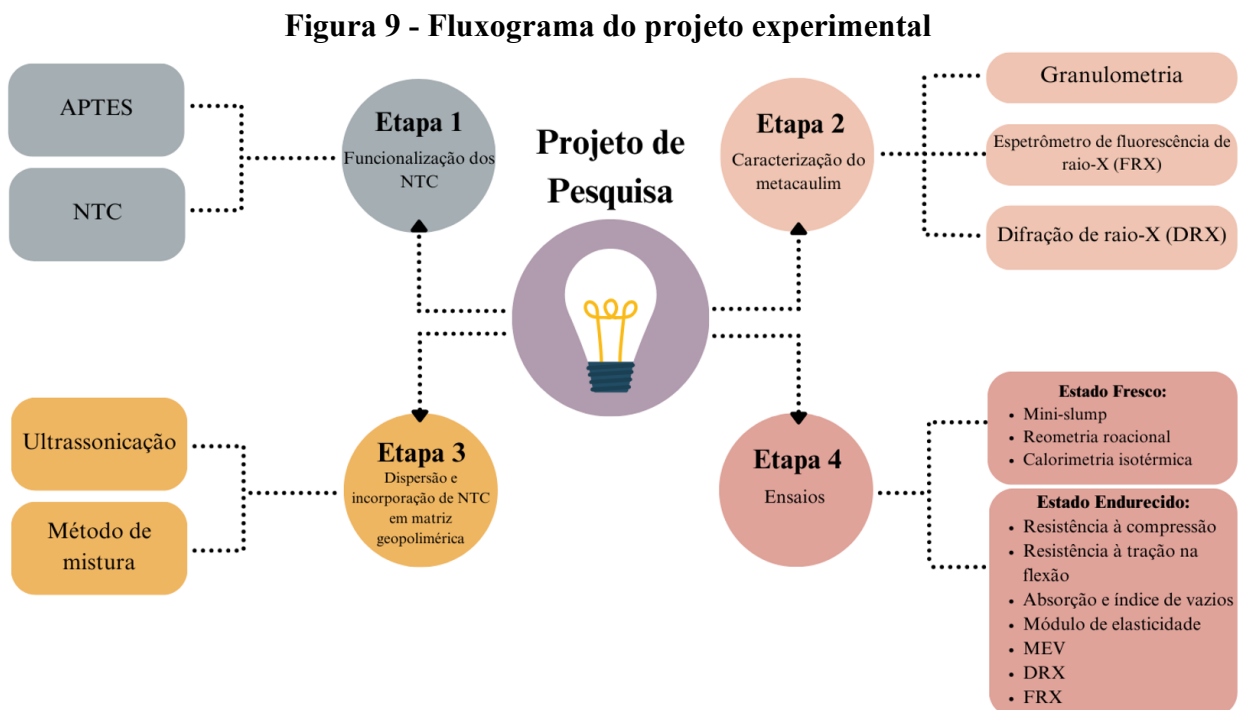 Figura 9 - Fluxograma do projeto experimental
APTES
NTC
Etapa 1
Funcionalização dos
NTC
Projeto de
Pesquisa
Etapa 2
Caracterização do
metacaulim
Granulometria
Espetrômetro de fluorescência de
raio-X (FRX)
Difração de raio-X (DRX)
Ultrassonicação
Método de
mistura
Etapa 3
Dispersão e
incorporação de NTC
em matriz
geopolimérica
Etapa 4
Ensaios
Estado Fresco:
• Mini-slump
• Reometria roacional
• Calorimetria isotérmica
Estado Endurecido:
• Resistência à compressão
• Resistência à tração na
flexão
• Absorção e índice de vazios
• Módulo de elasticidade
• MEV
• DRX
• FRX